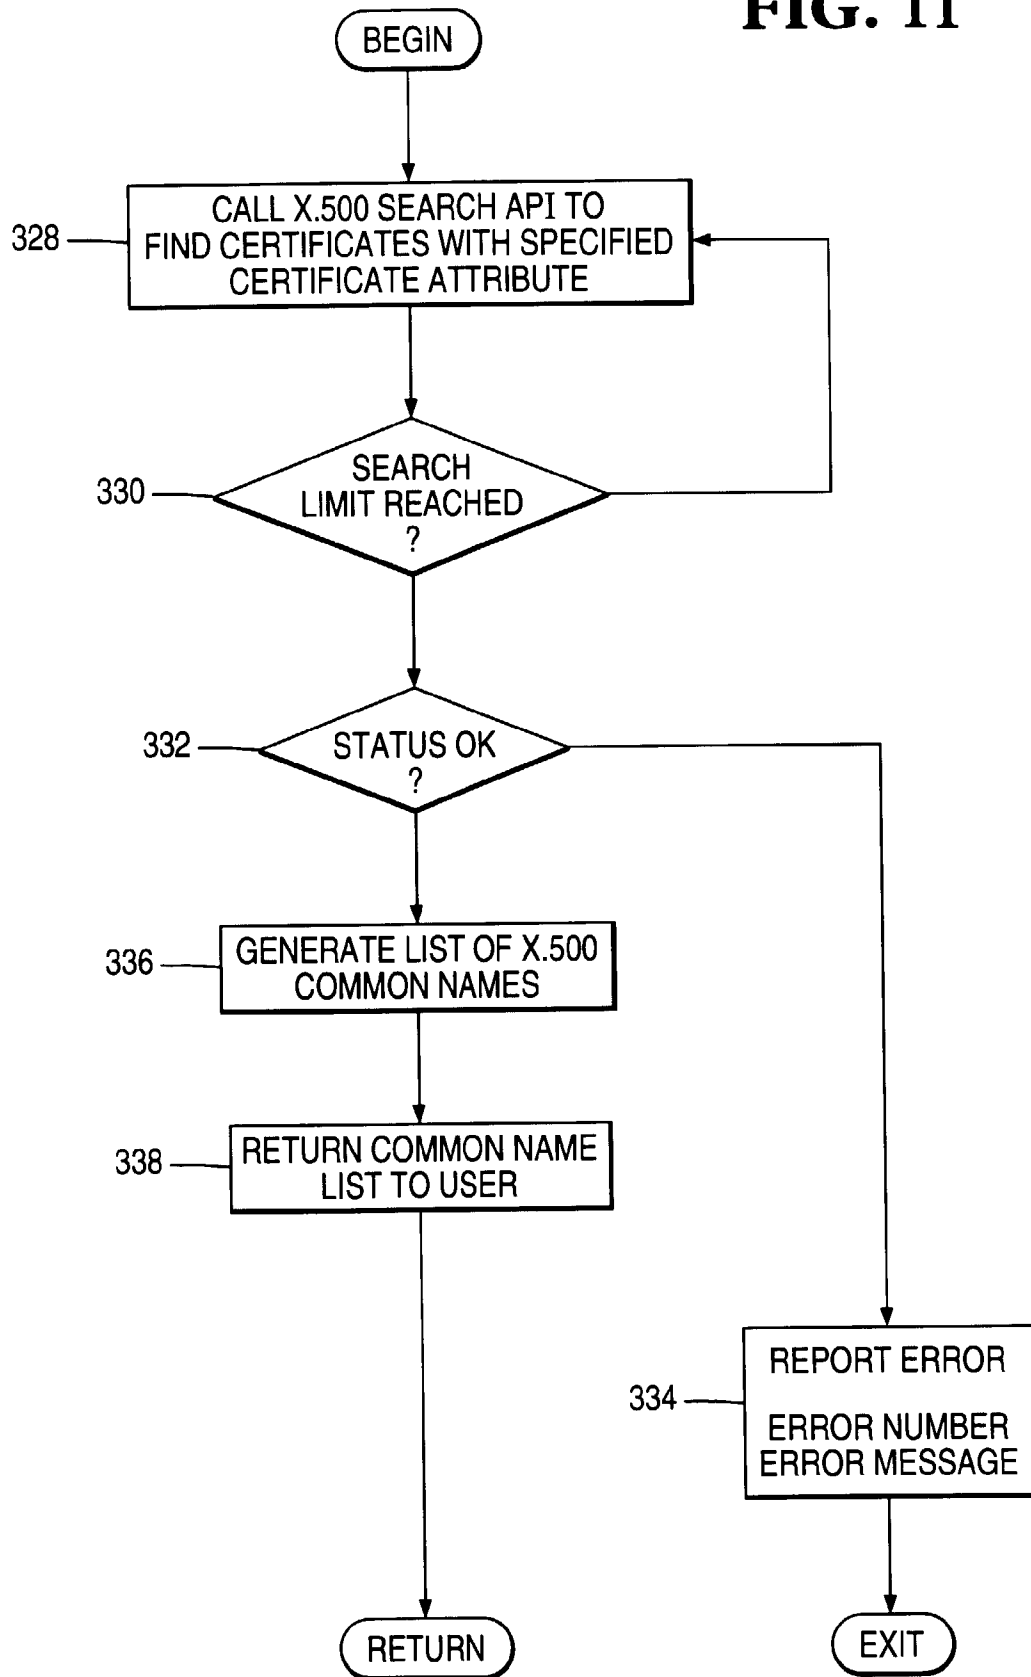 FIG. 11
BEGIN
328
CALL X.500 SEARCH API TO
FIND CERTIFICATES WITH SPECIFIED
CERTIFICATE ATTRIBUTE
330
SEARCH
LIMIT REACHED
?
332
STATUS OK
?
336
GENERATE LIST OF X.500
COMMON NAMES
338
RETURN COMMON NAME
LIST TO USER
334
REPORT ERROR
ERROR NUMBER
ERROR MESSAGE
RETURN
EXIT